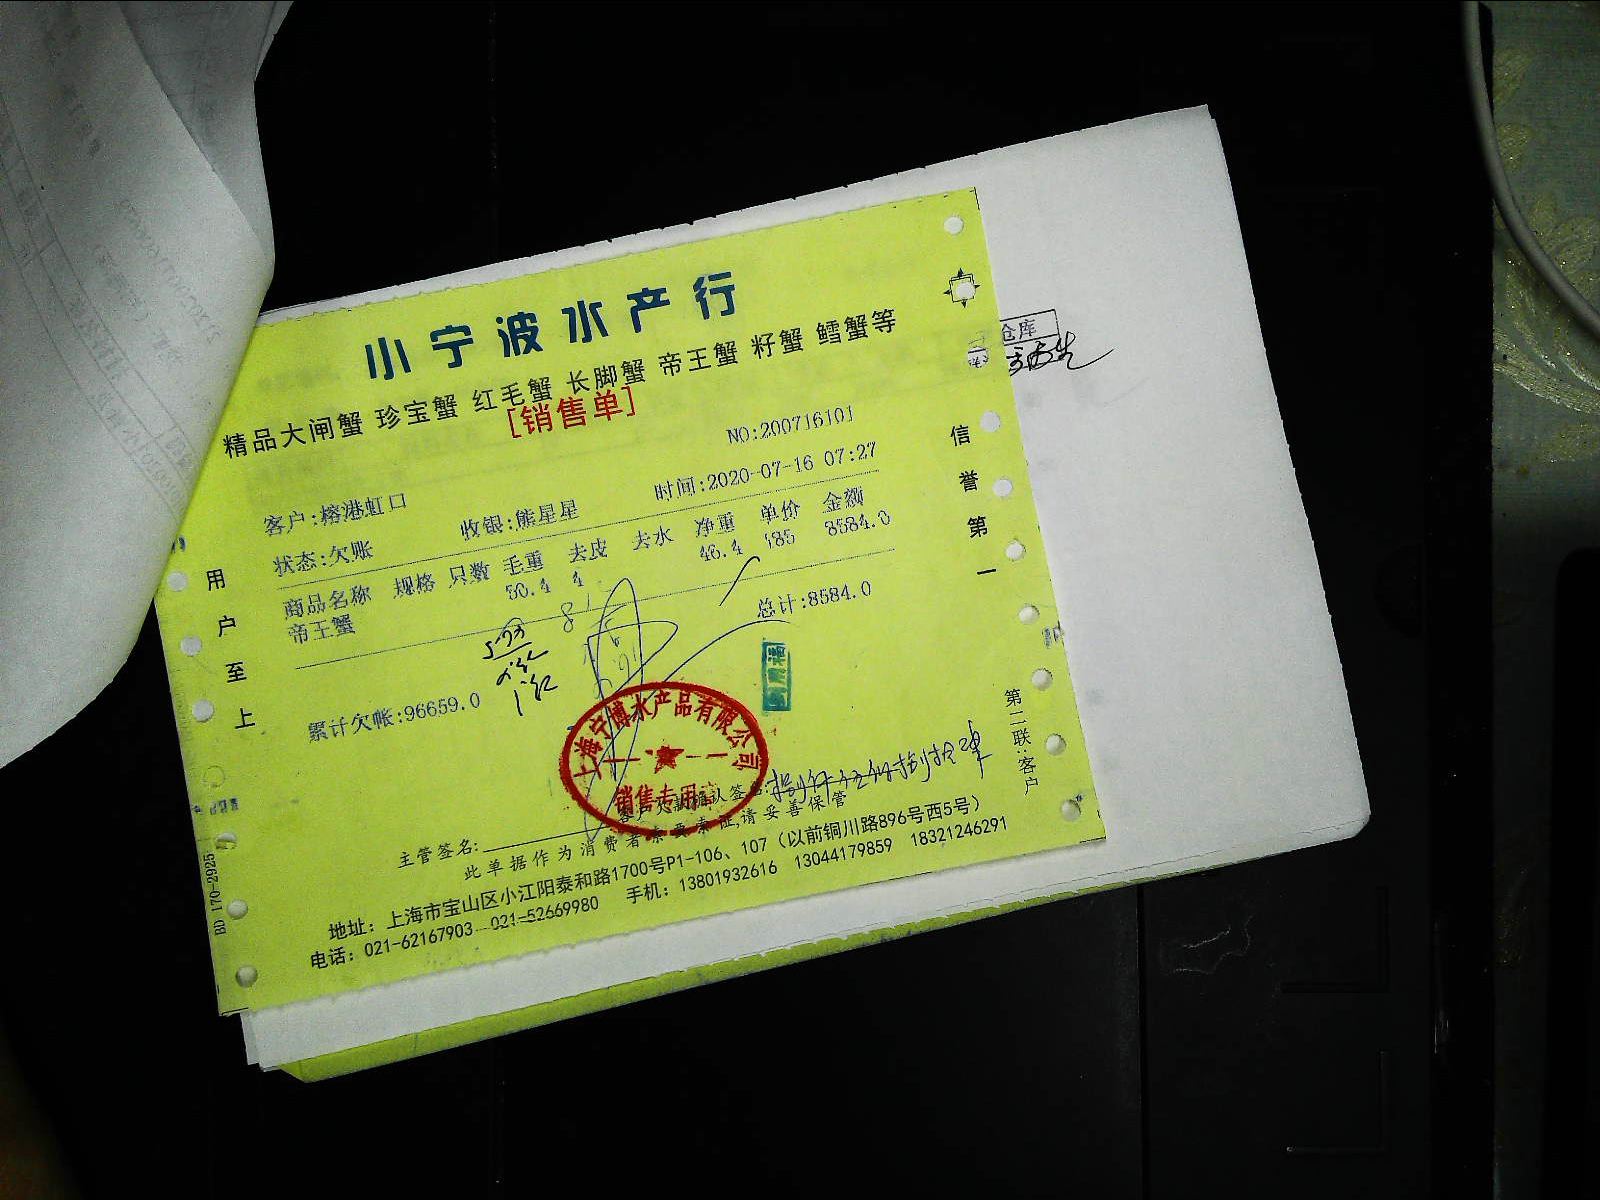 小宁波水产行
精品大闸蟹 珍宝蟹 红毛蟹 长脚蟹 帝王蟹 籽蟹 鳕蟹等
[销售单]
NO:200716101
客户:榕港虹口
收银:熊星星
时间:2020-07-16 07:27
状态:欠账
商品名称 规格 只数 毛重 去皮 去水 净重 单价 金额
帝王蟹 50.4 4 46.4 185 8584.0
总计:8584.0
累计欠帐:96659.0
上海宁博水产品有限公司
销售专用章
主管签名:
此单据作为消费者索要索证,请妥善保管
地址：上海市宝山区小江阳泰和路1700号P1-106、107（以前铜川路896号西5号）
电话：021-62167903 021-52669980 手机：13801932616 13044179859 18321246291
用户至上
信誉第一
第二联:客户
BD 170-2925
仓库